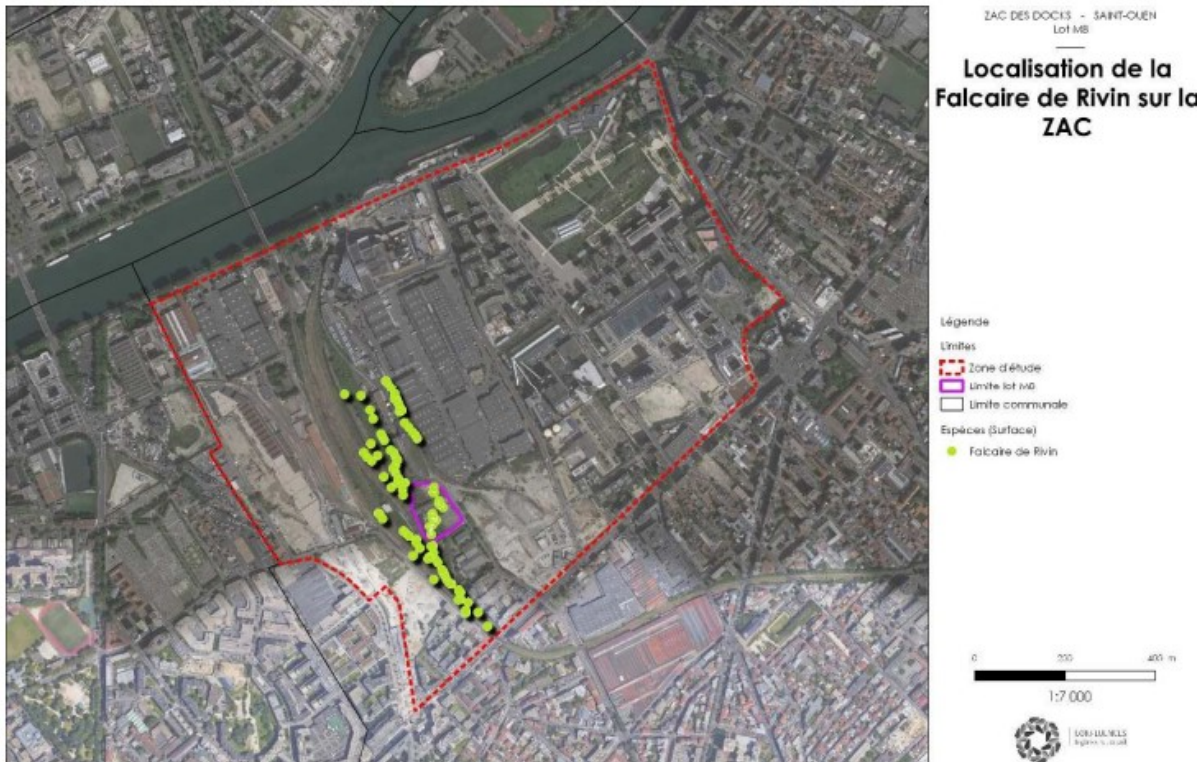 ZAC DES DOCKS - SAINT-OUEN
Lot M8
Localisation de la
Falcaire de Rivin sur la
ZAC
Légende
Limites
Zone d'étude
Limite lot M8
Limite communale
Espèces (Surface)
Falcaire de Rivin
0 200 400 m
1:7 000